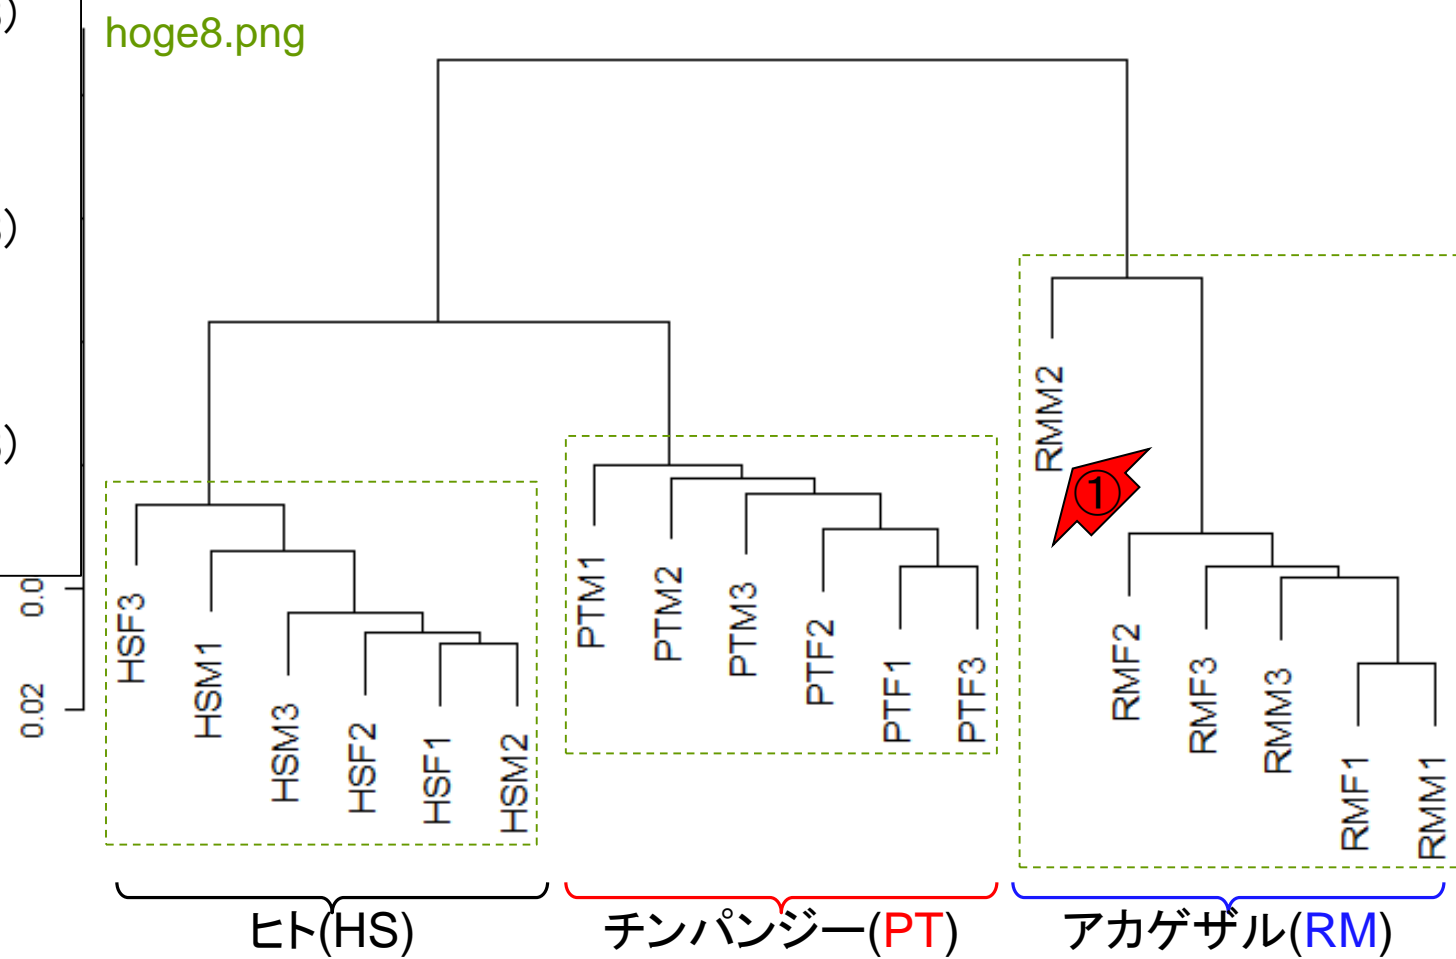 hoge8.png
RMM2
①
0.0
HSF3
HSM1
HSM3
HSF2
HSF1
HSM2
PTM1
PTM2
PTM3
PTF2
PTF1
PTF3
RMF2
RMF3
RMM3
RMF1
RMM1
0.02
ヒト(HS)
チンパンジー(PT)
アカゲザル(RM)